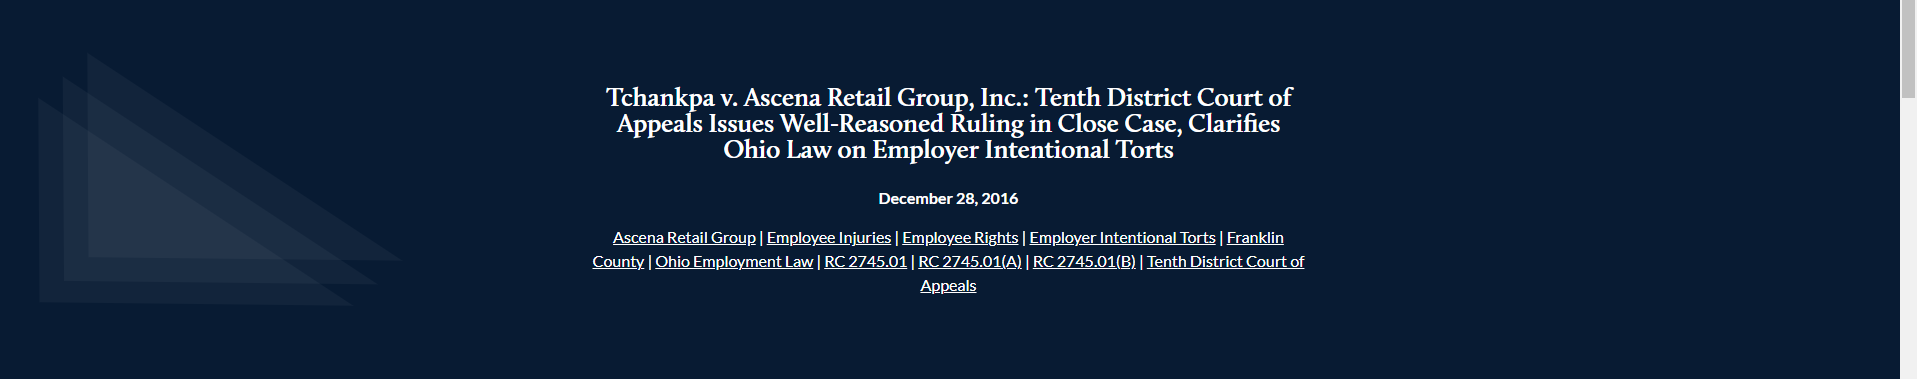 Tchankpa v. Ascena Retail Group, Inc.: Tenth District Court of
Appeals Issues Well-Reasoned Ruling in Close Case, Clarifies
Ohio Law on Employer Intentional Torts
December 28, 2016
Ascena Retail Group | Employee Injuries | Employee Rights | Employer Intentional Torts | Franklin
County | Ohio Employment Law | RC 2745.01 | RC 2745.01(A) | RC 2745.01(B) | Tenth District Court of
Appeals